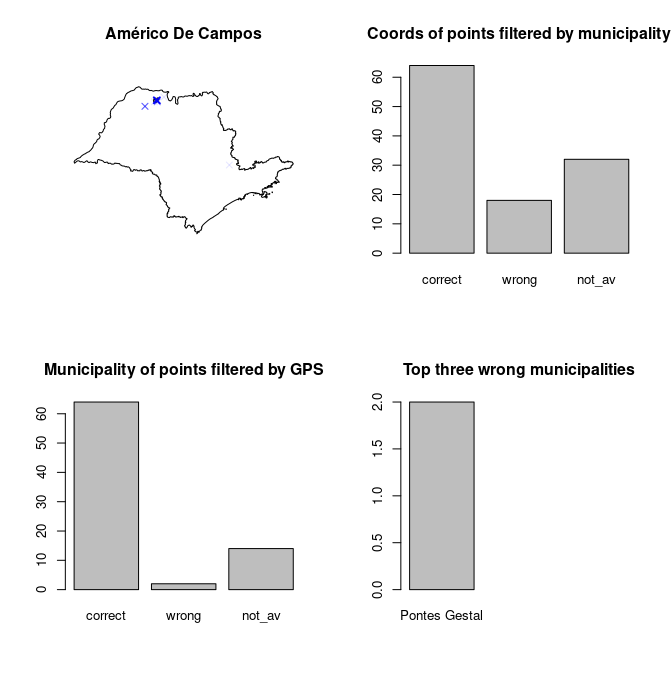 Américo De Campos
Coords of points filtered by municipality
60
50
40
30
20
10
0
correct wrong not_av
Municipality of points filtered by GPS
60
50
40
30
20
10
0
correct wrong not_av
Top three wrong municipalities
2.0
1.5
1.0
0.5
0.0
Pontes Gestal